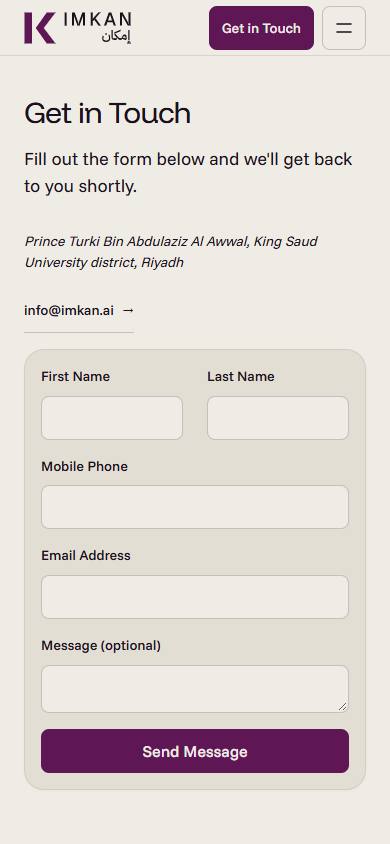 IMKAN
إمكان
Get in Touch
Get in Touch
Fill out the form below and we'll get back
to you shortly.
Prince Turki Bin Abdulaziz Al Awwal, King Saud
University district, Riyadh
info@imkan.ai →
First Name
Last Name
Mobile Phone
Email Address
Message (optional)
Send Message